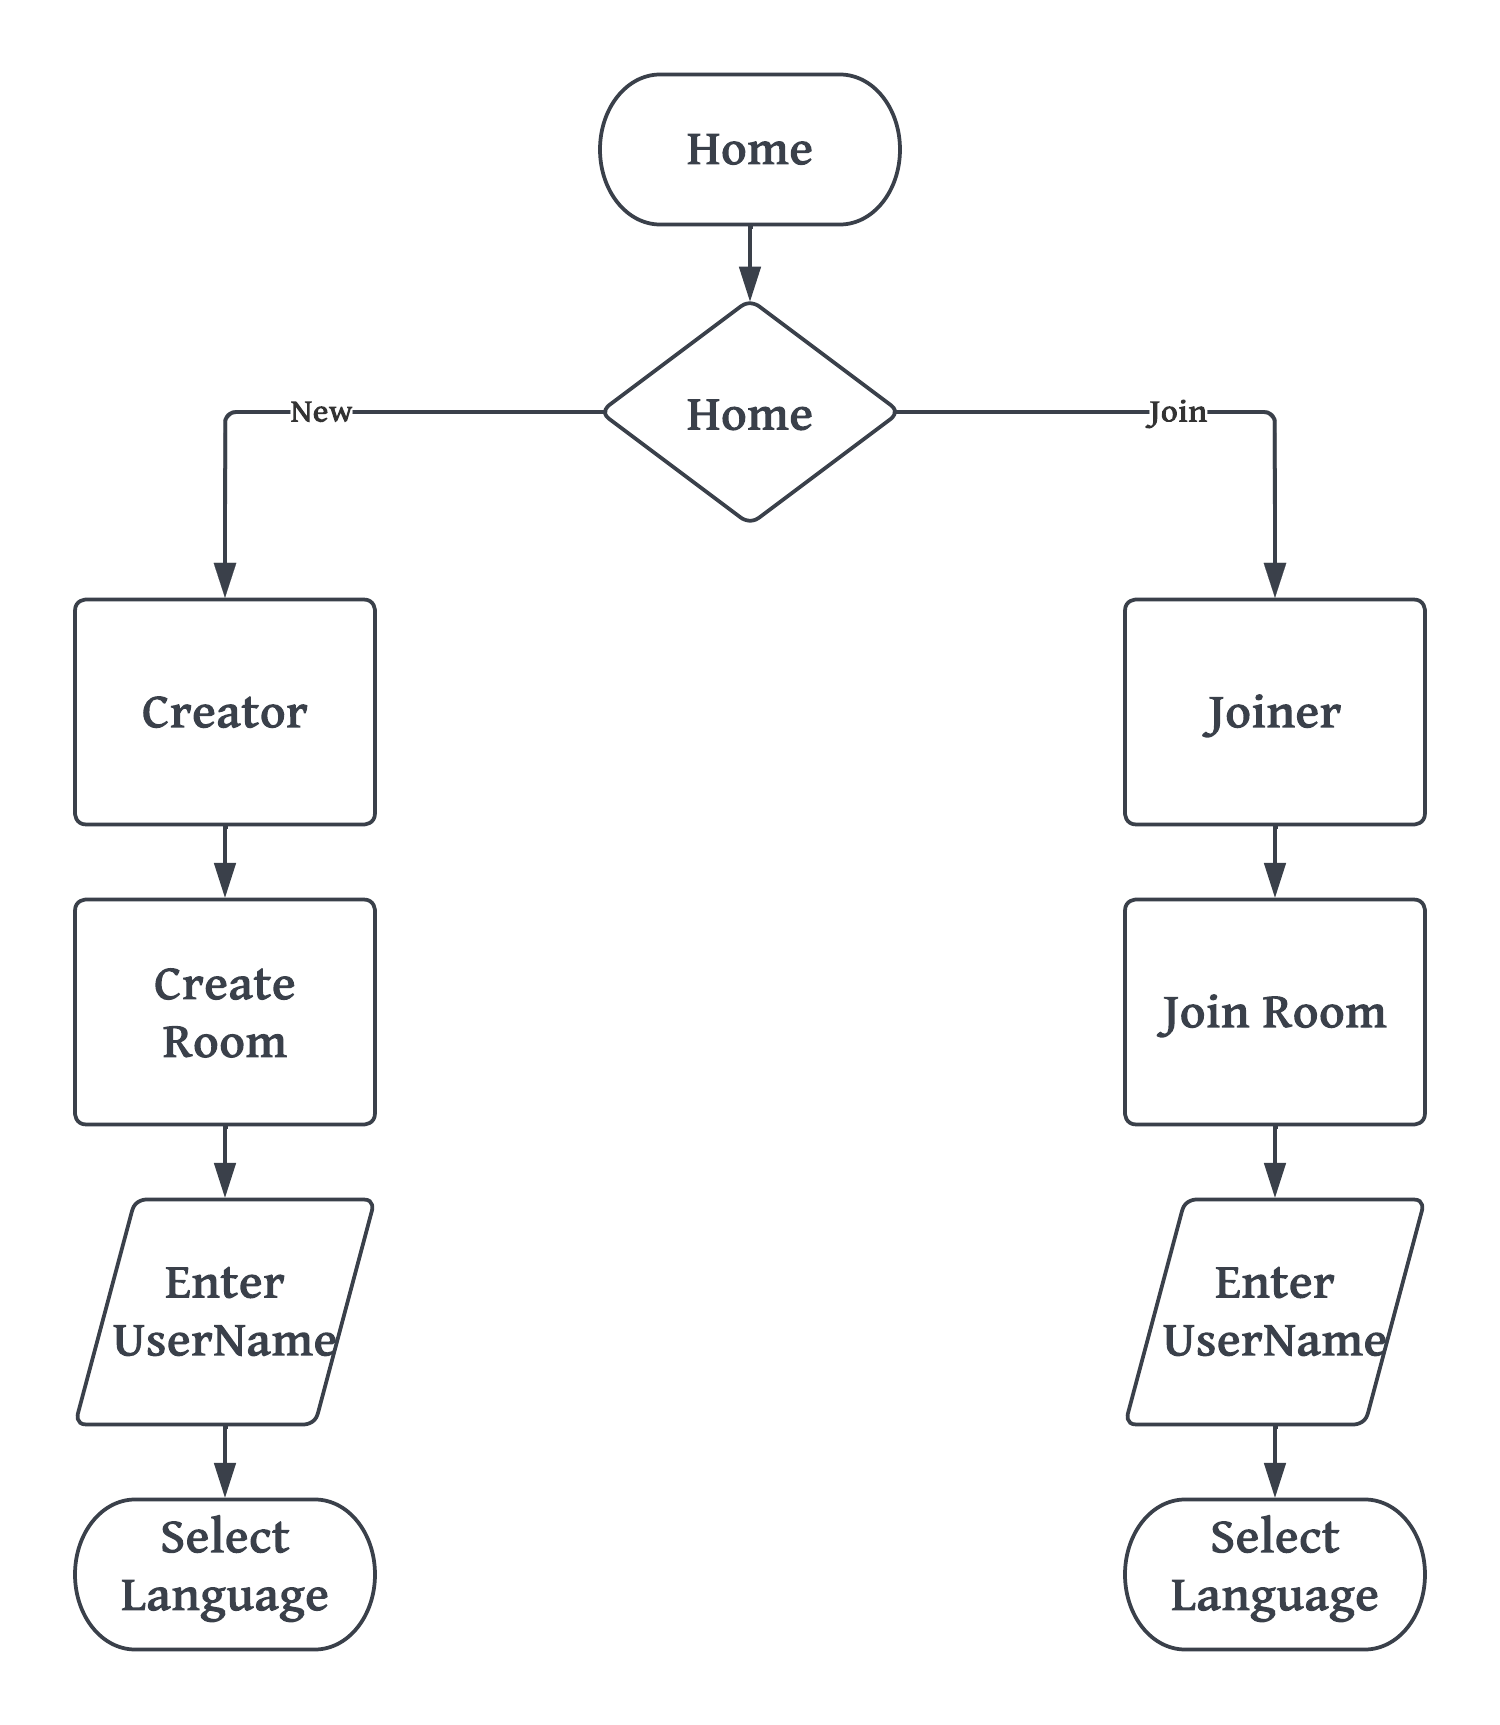 Home
Home
New
Join
Creator
Joiner
Create
Room
Join Room
Enter
UserName
Enter
UserName
Select
Language
Select
Language